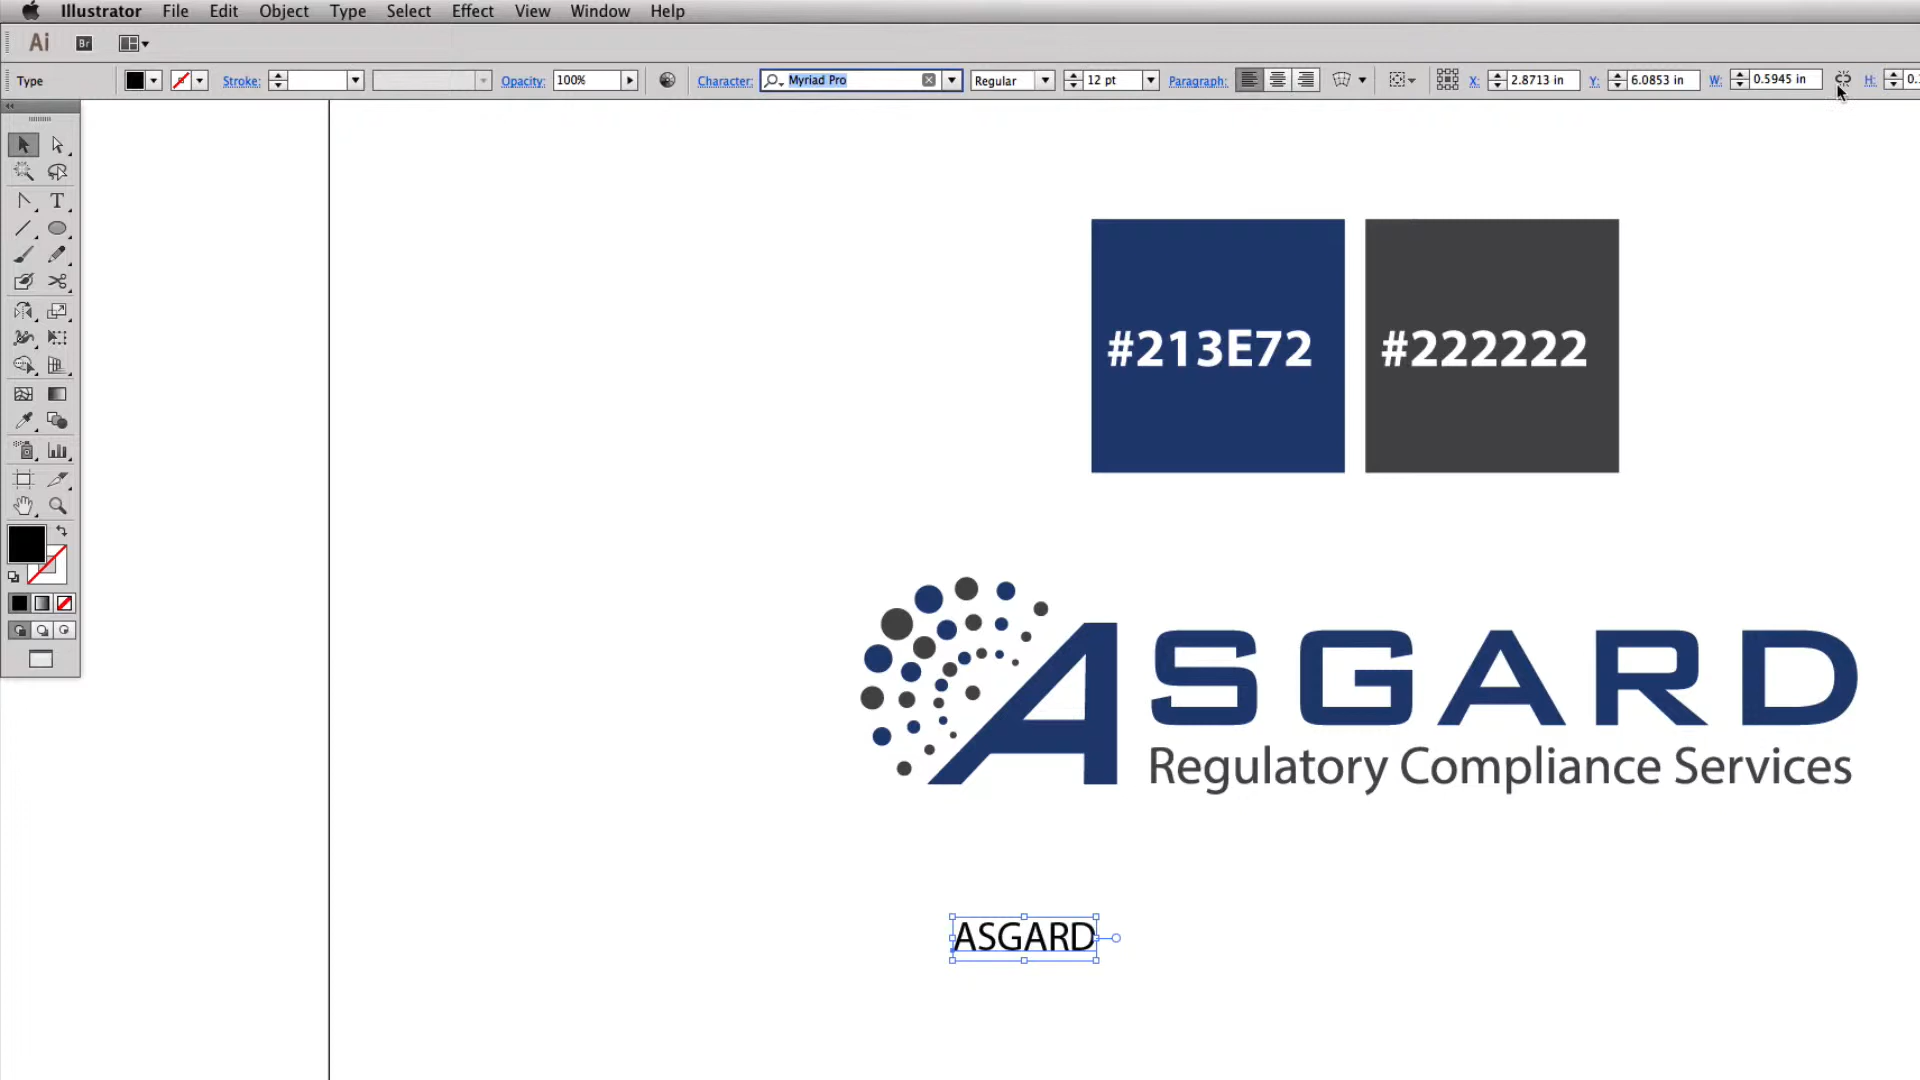 Illustrator File Edit Object Type Select Effect View Window Help
Ai Br
Type Stroke: Opacity: 100% Character: Myriad Pro Regular 12 pt Paragraph: X: 2.8713 in Y: 6.0853 in W: 0.5945 in H: 0.
T
#213E72 #222222
ASGARD
Regulatory Compliance Services
ASGARD